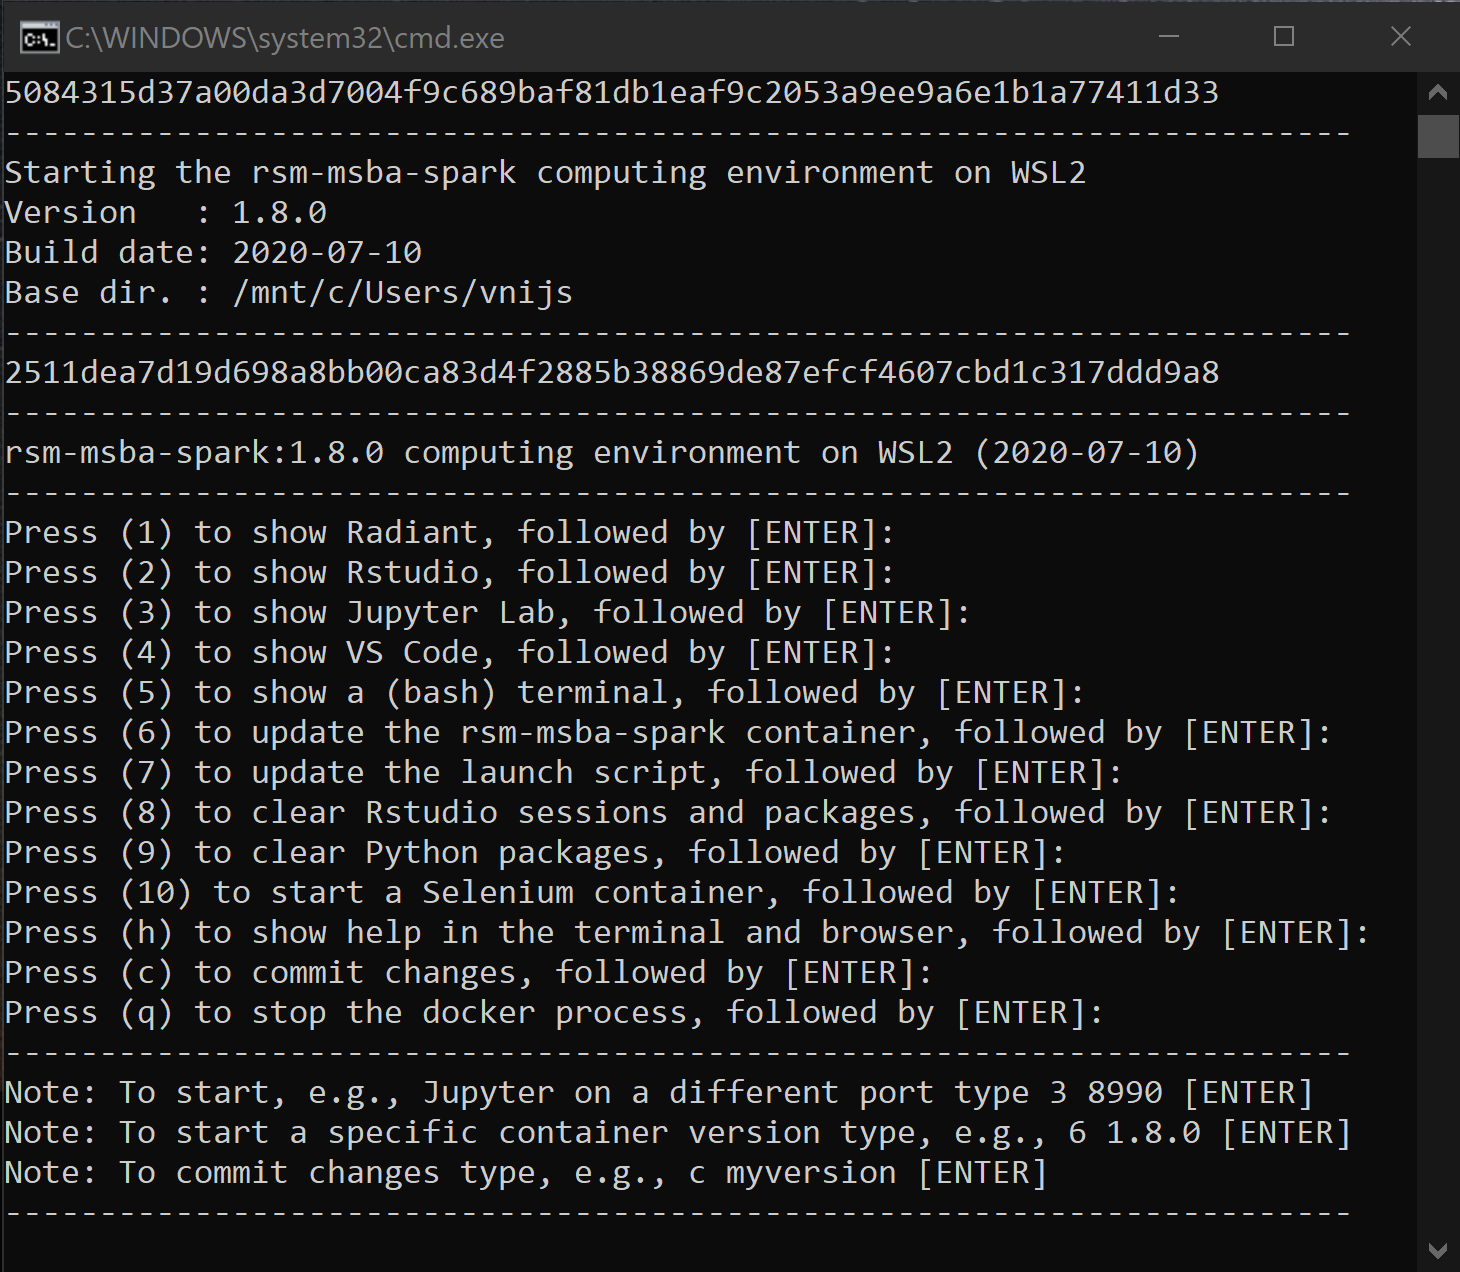 C:\WINDOWS\system32\cmd.exe
5084315d37a00da3d7004f9c689baf81db1eaf9c2053a9ee9a6e1b1a77411d33
-----------------------------------------------------------------------
Starting the rsm-msba-spark computing environment on WSL2
Version   : 1.8.0
Build date: 2020-07-10
Base dir. : /mnt/c/Users/vnijs
-----------------------------------------------------------------------
2511dea7d19d698a8bb00ca83d4f2885b38869de87efcf4607cbd1c317ddd9a8
-----------------------------------------------------------------------
rsm-msba-spark:1.8.0 computing environment on WSL2 (2020-07-10)
-----------------------------------------------------------------------
Press (1) to show Radiant, followed by [ENTER]:
Press (2) to show Rstudio, followed by [ENTER]:
Press (3) to show Jupyter Lab, followed by [ENTER]:
Press (4) to show VS Code, followed by [ENTER]:
Press (5) to show a (bash) terminal, followed by [ENTER]:
Press (6) to update the rsm-msba-spark container, followed by [ENTER]:
Press (7) to update the launch script, followed by [ENTER]:
Press (8) to clear Rstudio sessions and packages, followed by [ENTER]:
Press (9) to clear Python packages, followed by [ENTER]:
Press (10) to start a Selenium container, followed by [ENTER]:
Press (h) to show help in the terminal and browser, followed by [ENTER]:
Press (c) to commit changes, followed by [ENTER]:
Press (q) to stop the docker process, followed by [ENTER]:
-----------------------------------------------------------------------
Note: To start, e.g., Jupyter on a different port type 3 8990 [ENTER]
Note: To start a specific container version type, e.g., 6 1.8.0 [ENTER]
Note: To commit changes type, e.g., c myversion [ENTER]
-----------------------------------------------------------------------